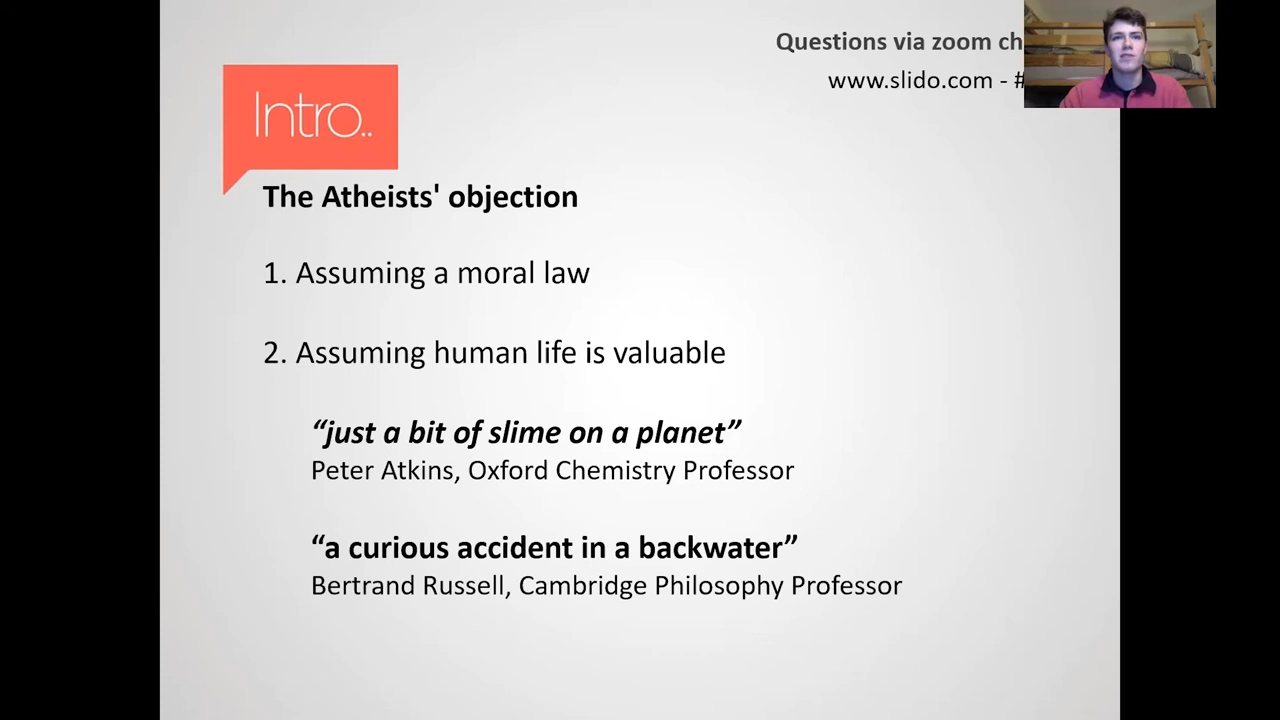 Questions via zoom
www.slido.com - #
Intro..
The Atheists' objection
1. Assuming a moral law
2. Assuming human life is valuable
“just a bit of slime on a planet”
Peter Atkins, Oxford Chemistry Professor
“a curious accident in a backwater”
Bertrand Russell, Cambridge Philosophy Professor